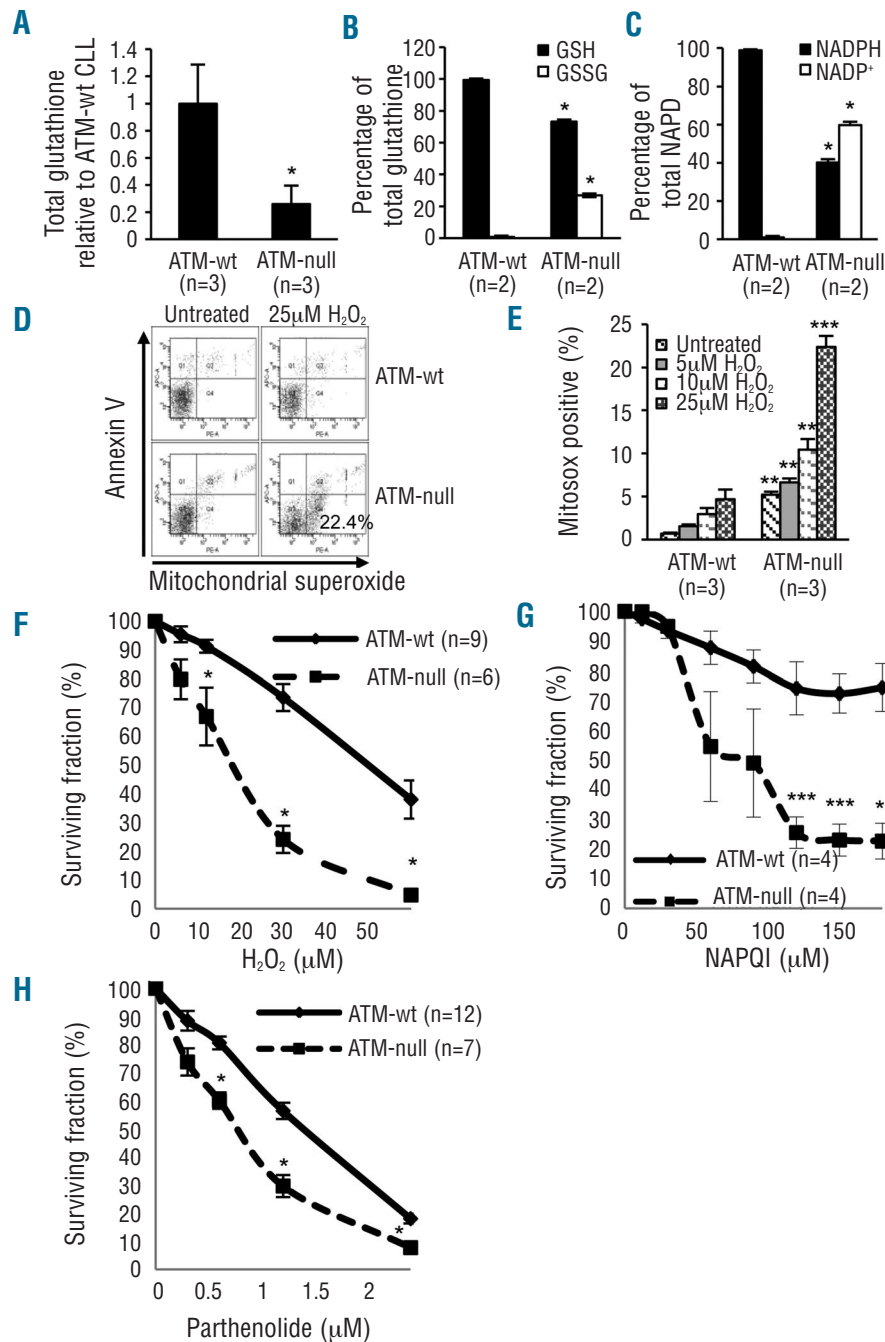 A
Total glutathione
relative to ATM-wt CLL
1.4
1.2
1
0.8
0.6
0.4
0.2
0
*
ATM-wt
(n=3)
ATM-null
(n=3)
B
Percentage of
total glutathione
120
100
80
60
40
20
0
GSH
GSSG
*
*
ATM-wt
(n=2)
ATM-null
(n=2)
C
Percentage of
total NAPD
100
80
60
40
20
0
NADPH
NADP⁺
*
*
ATM-wt
(n=2)
ATM-null
(n=2)
D
Untreated
25μM H₂O₂
Annexin V
ATM-wt
ATM-null
APC-A
PE-A
Q1
Q4
22.4%
Mitochondrial superoxide
E
Mitosox positive (%)
25
20
15
10
5
0
Untreated
5μM H₂O₂
10μM H₂O₂
25μM H₂O₂
**
**
**
***
ATM-wt
(n=3)
ATM-null
(n=3)
F
Surviving fraction (%)
100
90
80
70
60
50
40
30
20
10
0
ATM-wt (n=9)
ATM-null (n=6)
*
*
*
0 10 20 30 40 50
H₂O₂ (μM)
G
Surviving fraction (%)
100
90
80
70
60
50
40
30
20
10
0
***
***
*
ATM-wt (n=4)
ATM-null (n=4)
0 50 100 150
NAPQI (μM)
H
Surviving fraction (%)
100
90
80
70
60
50
40
30
20
10
0
ATM-wt (n=12)
ATM-null (n=7)
*
*
*
0 0.5 1 1.5 2
Parthenolide (μM)